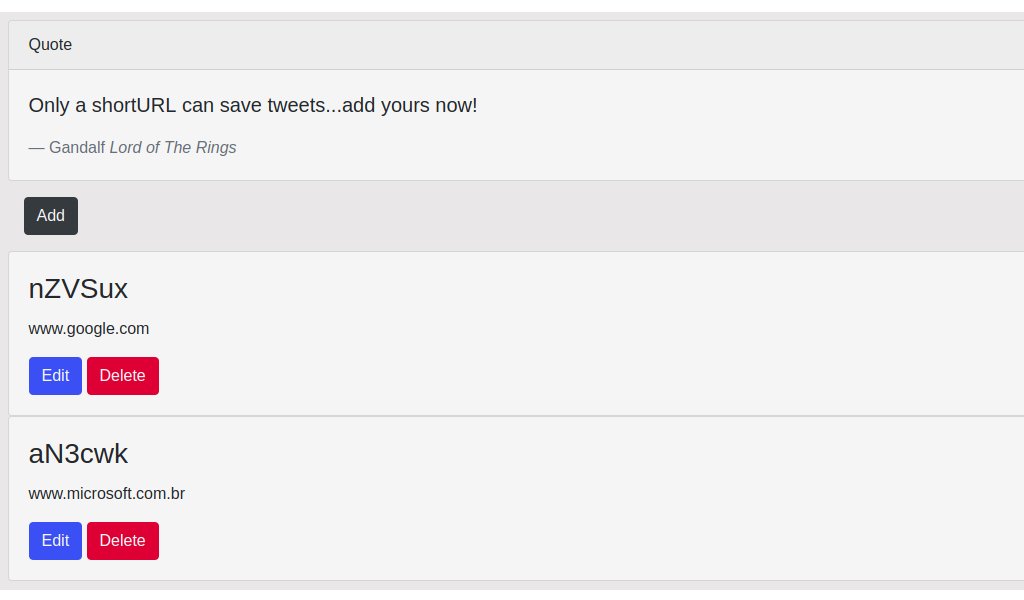 Quote
Only a shortURL can save tweets...add yours now!
— Gandalf Lord of The Rings
Add
nZVSux
www.google.com
Edit Delete
aN3cwk
www.microsoft.com.br
Edit Delete